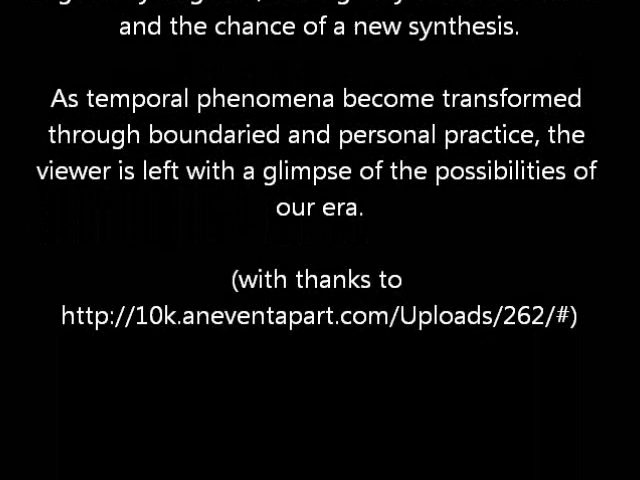 and the chance of a new synthesis.
As temporal phenomena become transformed
through boundaried and personal practice, the
viewer is left with a glimpse of the possibilities of
our era.
(with thanks to
http://10k.aneventapart.com/Uploads/262/#)